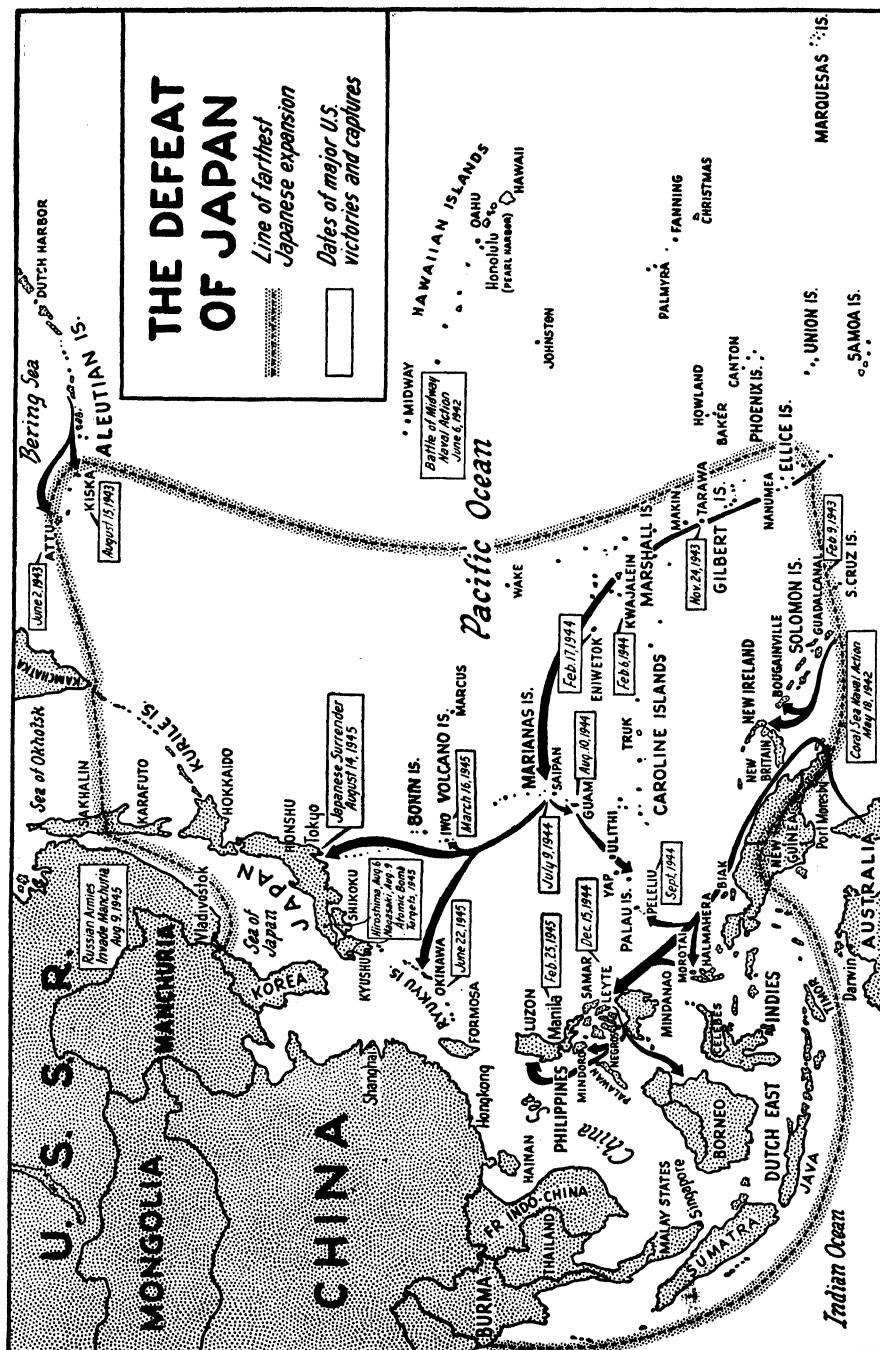 THE DEFEAT
OF JAPAN
Line of farthest
Japanese expansion
Dates of major U.S.
victories and captures
U. S. S. R.
MONGOLIA
MANCHURIA
CHINA
Russian Armies
Invade Manchuria
Aug. 9, 1945
Vladivostok
KOREA
Sea of
Japan
JAPAN
Sea of Okhotsk
SAKHALIN
KARAFUTO
KAMCHATKA
KURILE IS.
HOKKAIDO
HONSHU
Tokyo
SHIKOKU
KYUSHU
Japanese Surrender
August 14, 1945
Hiroshima, Aug. 6
Nagasaki, Aug. 9
Atomic Bomb
Targets, 1945
Bering Sea
DUTCH HARBOR
ALEUTIAN IS.
ATTU
KISKA
June 2, 1943
August 15, 1943
Shanghai
Hongkong
HAINAN
FORMOSA
RYUKYU IS.
OKINAWA
June 22, 1945
BONIN IS.
IWO
VOLCANO IS.
March 16, 1945
MARCUS
WAKE
Pacific Ocean
MIDWAY
Battle of Midway
Naval Action
June 6, 1942
HAWAIIAN ISLANDS
OAHU
Honolulu
(PEARL HARBOR)
HAWAII
JOHNSTON
MARIANAS IS.
SAIPAN
July 9, 1944
GUAM
Aug. 10, 1944
Feb. 17, 1944
ENIWETOK
Feb. 6, 1944
KWAJALEIN
MARSHALL IS.
MAKIN
TARAWA
Nov. 24, 1943
GILBERT IS.
HOWLAND
BAKER
CANTON
PHOENIX IS.
NANUMEA
ELLICE IS.
UNION IS.
SAMOA IS.
PALMYRA
FANNING
CHRISTMAS
MARQUESAS IS.
TRUK
CAROLINE ISLANDS
ULITHI
YAP
PALAU IS.
PELELIU
Sept. 1944
BURMA
THAILAND
FR INDO-CHINA
China
PHILIPPINES
LUZON
Manila
Feb. 25, 1945
MINDORO
SAMAR
LEYTE
Dec. 15, 1944
NEGROS
PALAWAN
MINDANAO
MOROTAI
HALMAHERA
BIAK
MALAY STATES
Singapore
SUMATRA
BORNEO
CELEBES
DUTCH EAST INDIES
JAVA
TIMOR
Indian Ocean
Darwin
AUSTRALIA
NEW
GUINEA
Port Moresby
NEW
BRITAIN
NEW IRELAND
BOUGAINVILLE
SOLOMON IS.
GUADALCANAL
Feb. 9, 1943
S. CRUZ IS.
Coral Sea Naval Action